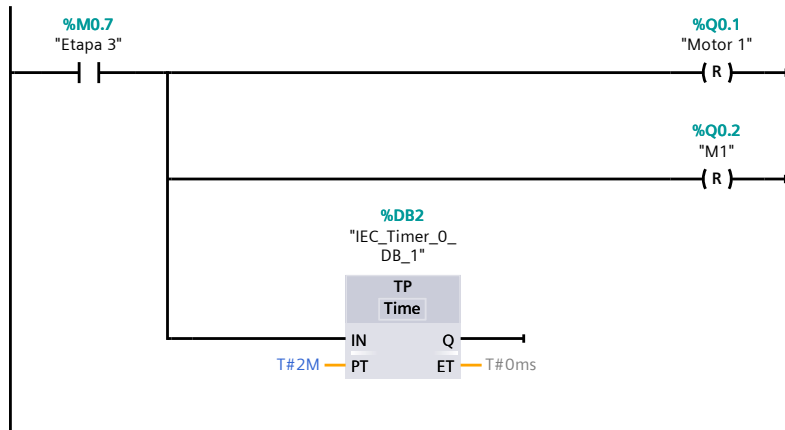 %M0.7
"Etapa 3"
%Q0.1
"Motor 1"
R
%Q0.2
"M1"
R
%DB2
"IEC_Timer_0_
DB_1"
TP
Time
IN
Q
T#2M
PT
ET
T#0ms